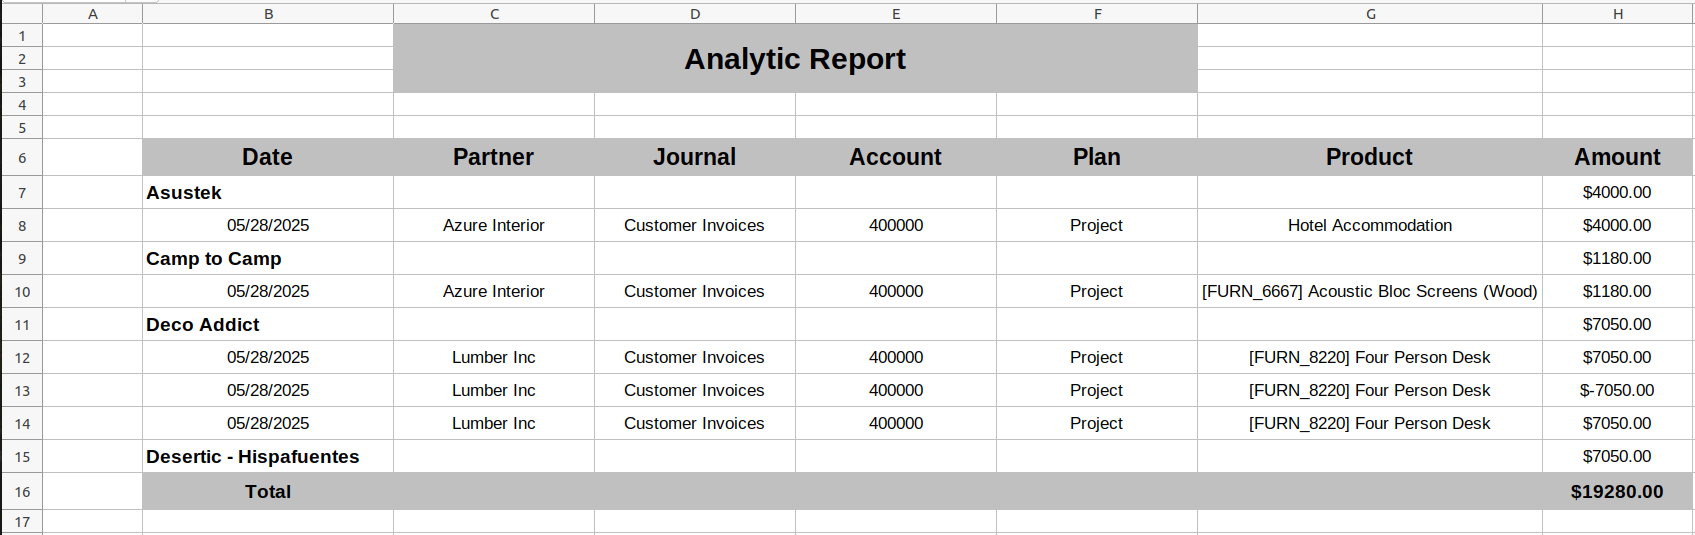 A B C D E F G H
1
2 Analytic Report
3
4
5
6 Date Partner Journal Account Plan Product Amount
7 Asustek $4000.00
8 05/28/2025 Azure Interior Customer Invoices 400000 Project Hotel Accommodation $4000.00
9 Camp to Camp $1180.00
10 05/28/2025 Azure Interior Customer Invoices 400000 Project [FURN_6667] Acoustic Bloc Screens (Wood) $1180.00
11 Deco Addict $7050.00
12 05/28/2025 Lumber Inc Customer Invoices 400000 Project [FURN_8220] Four Person Desk $7050.00
13 05/28/2025 Lumber Inc Customer Invoices 400000 Project [FURN_8220] Four Person Desk $-7050.00
14 05/28/2025 Lumber Inc Customer Invoices 400000 Project [FURN_8220] Four Person Desk $7050.00
15 Desertic - Hispafuentes $7050.00
16 Total $19280.00
17